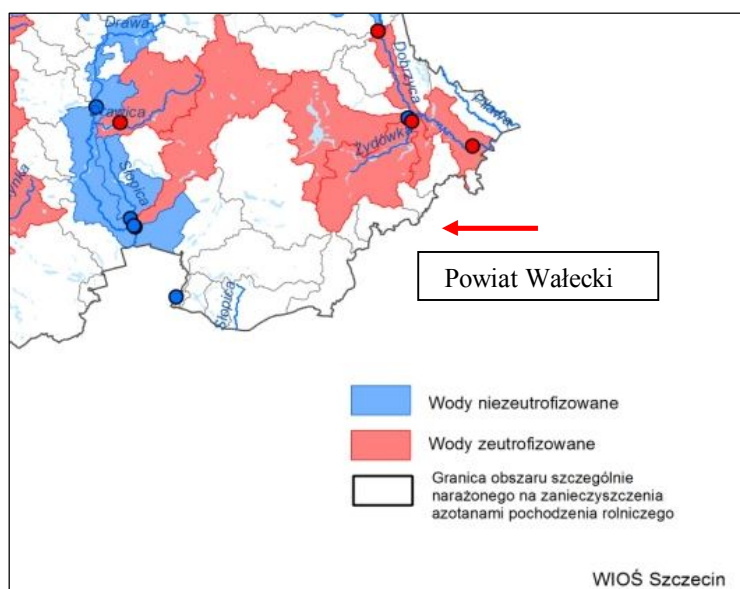 Drawa
Dobrzyca
Piława
Żydówka
Słopica
Powiat Wałecki
Słopica
Wody niezeutrofizowane
Wody zeutrofizowane
Granica obszaru szczególnie
narażonego na zanieczyszczenia
azotanami pochodzenia rolniczego
WIOŚ Szczecin